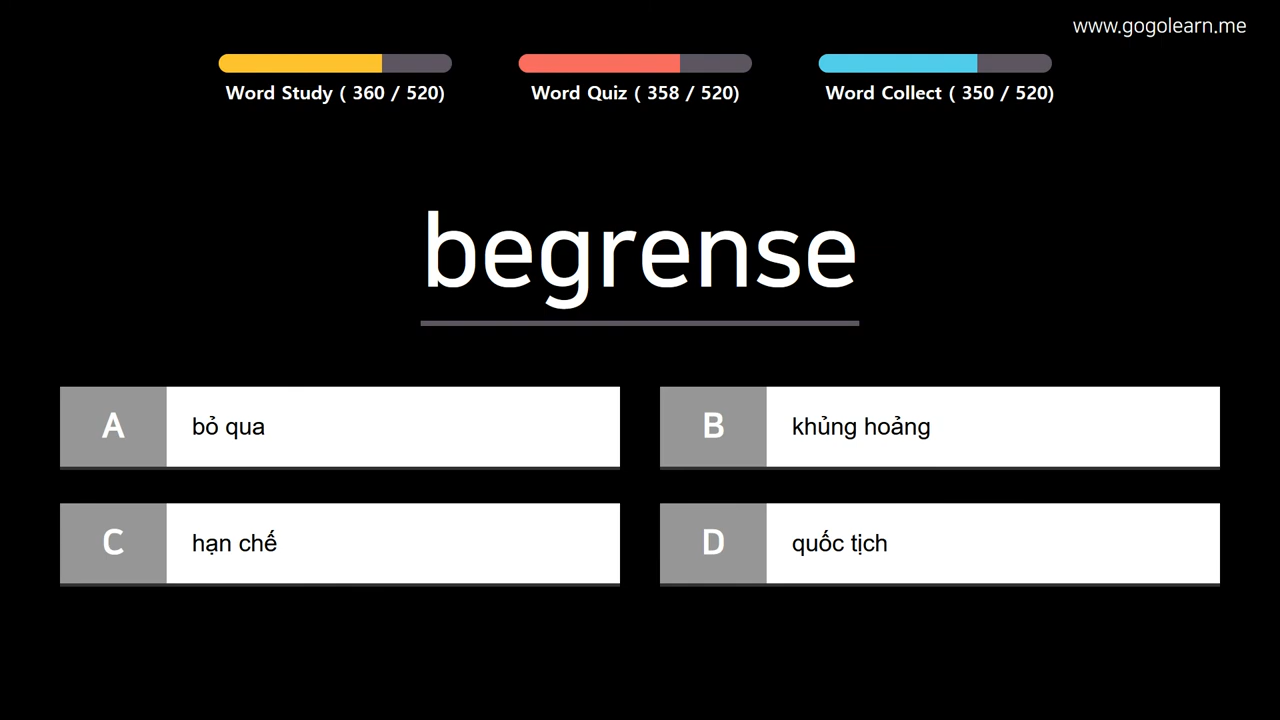 www.gogolearn.me
Word Study ( 360 / 520)
Word Quiz ( 358 / 520)
Word Collect ( 350 / 520)
begrense
A bỏ qua
B khủng hoảng
C hạn chế
D quốc tịch